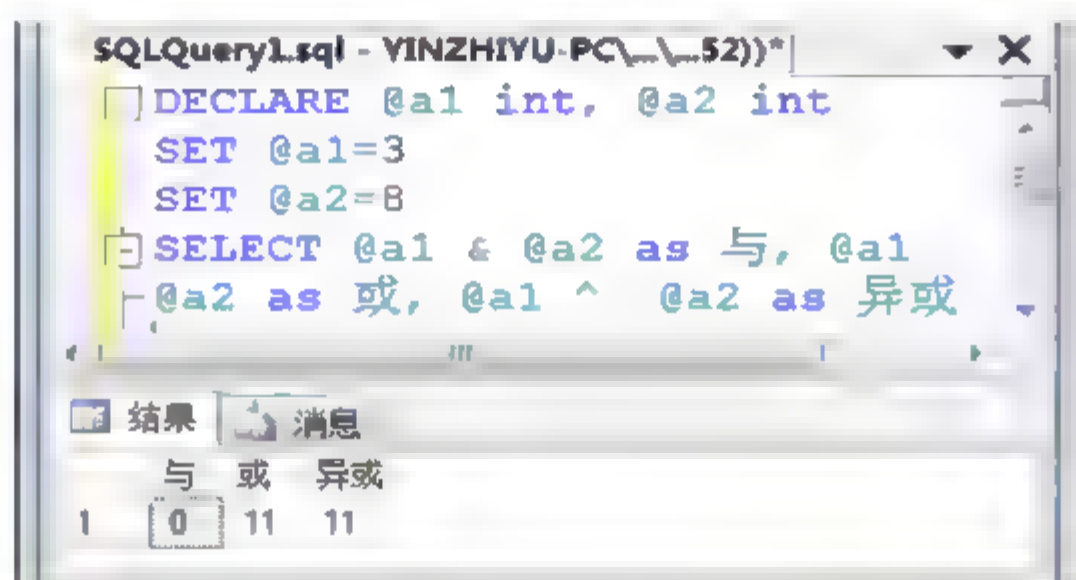 SQLQuery1.sql - YINZHIYU-PC\...\...52))*
DECLARE @a1 int, @a2 int
SET @a1=3
SET @a2=8
SELECT @a1 & @a2 as 与, @a1
@a2 as 或, @a1 ^ @a2 as 异或
结果 消息
与 或 异或
1 0 11 11